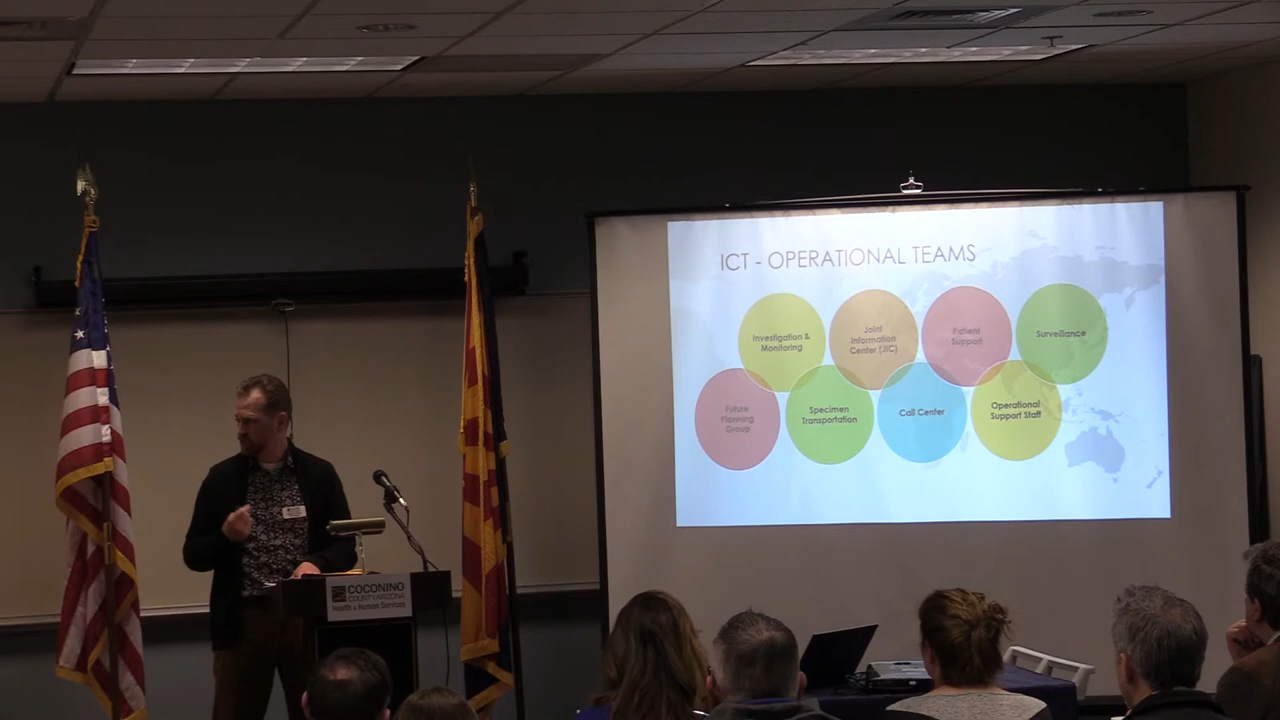 ICT - OPERATIONAL TEAMS
Investigation &
Monitoring
Joint
Information
Center (JIC)
Patient
Support
Surveillance
Future
Planning
Group
Specimen
Transportation
Call Center
Operational
Support Staff
COCONINO
COUNTY ARIZONA
Health & Human Services